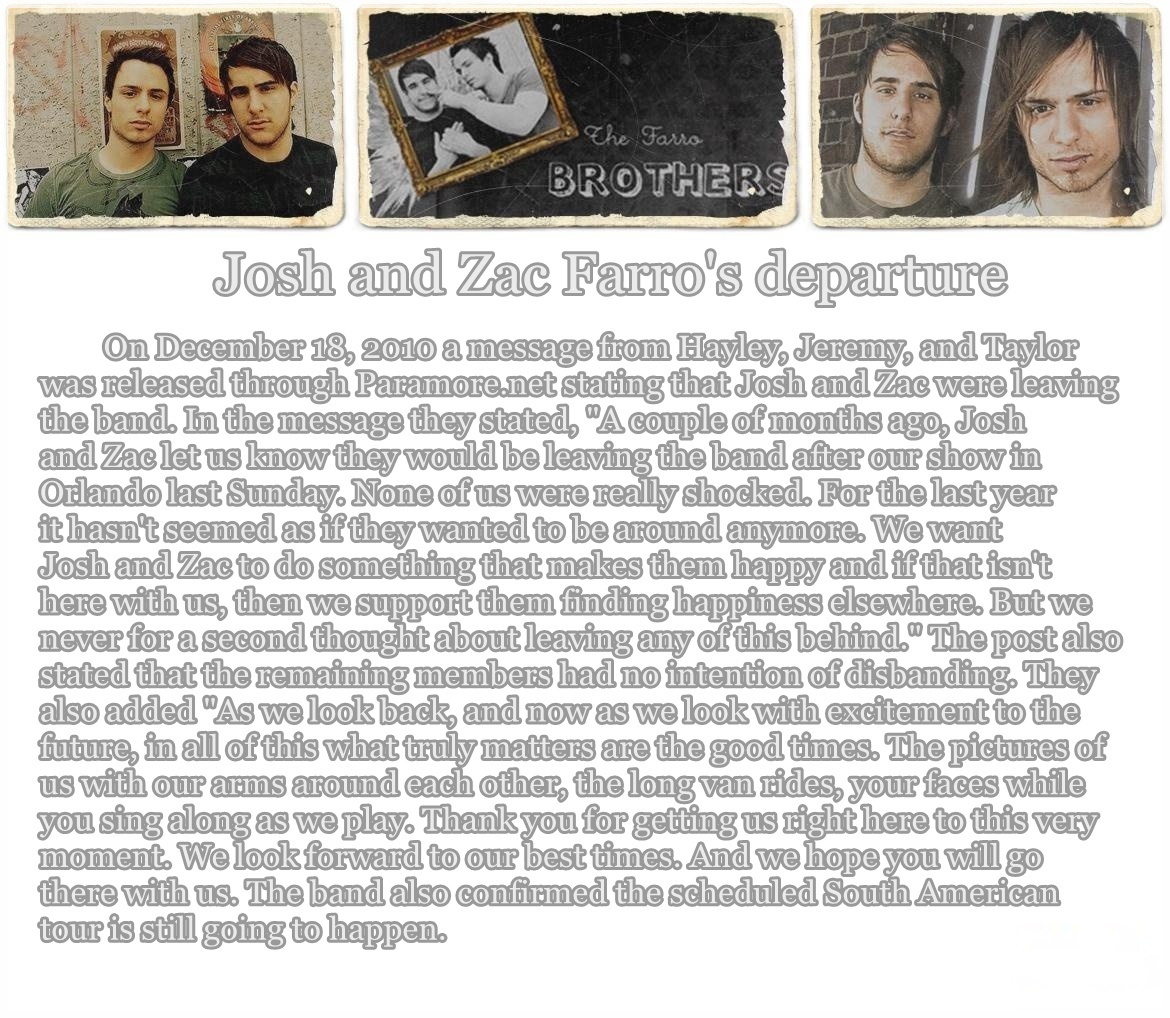 The Farro
BROTHERS
Josh and Zac Farro's departure
On December 18, 2010 a message from Hayley, Jeremy, and Taylor
was released through Paramore.net stating that Josh and Zac were leaving
the band. In the message they stated, "A couple of months ago, Josh
and Zac let us know they would be leaving the band after our show in
Orlando last Sunday. None of us were really shocked. For the last year
it hasn't seemed as if they wanted to be around anymore. We want
Josh and Zac to do something that makes them happy and if that isn't
here with us, then we support them finding happiness elsewhere. But we
never for a second thought about leaving any of this behind." The post also
stated that the remaining members had no intention of disbanding. They
also added "As we look back, and now as we look with excitement to the
future, in all of this what truly matters are the good times. The pictures of
us with our arms around each other, the long van rides, your faces while
you sing along as we play. Thank you for getting us right here to this very
moment. We look forward to our best times. And we hope you will go
there with us. The band also confirmed the scheduled South American
tour is still going to happen.